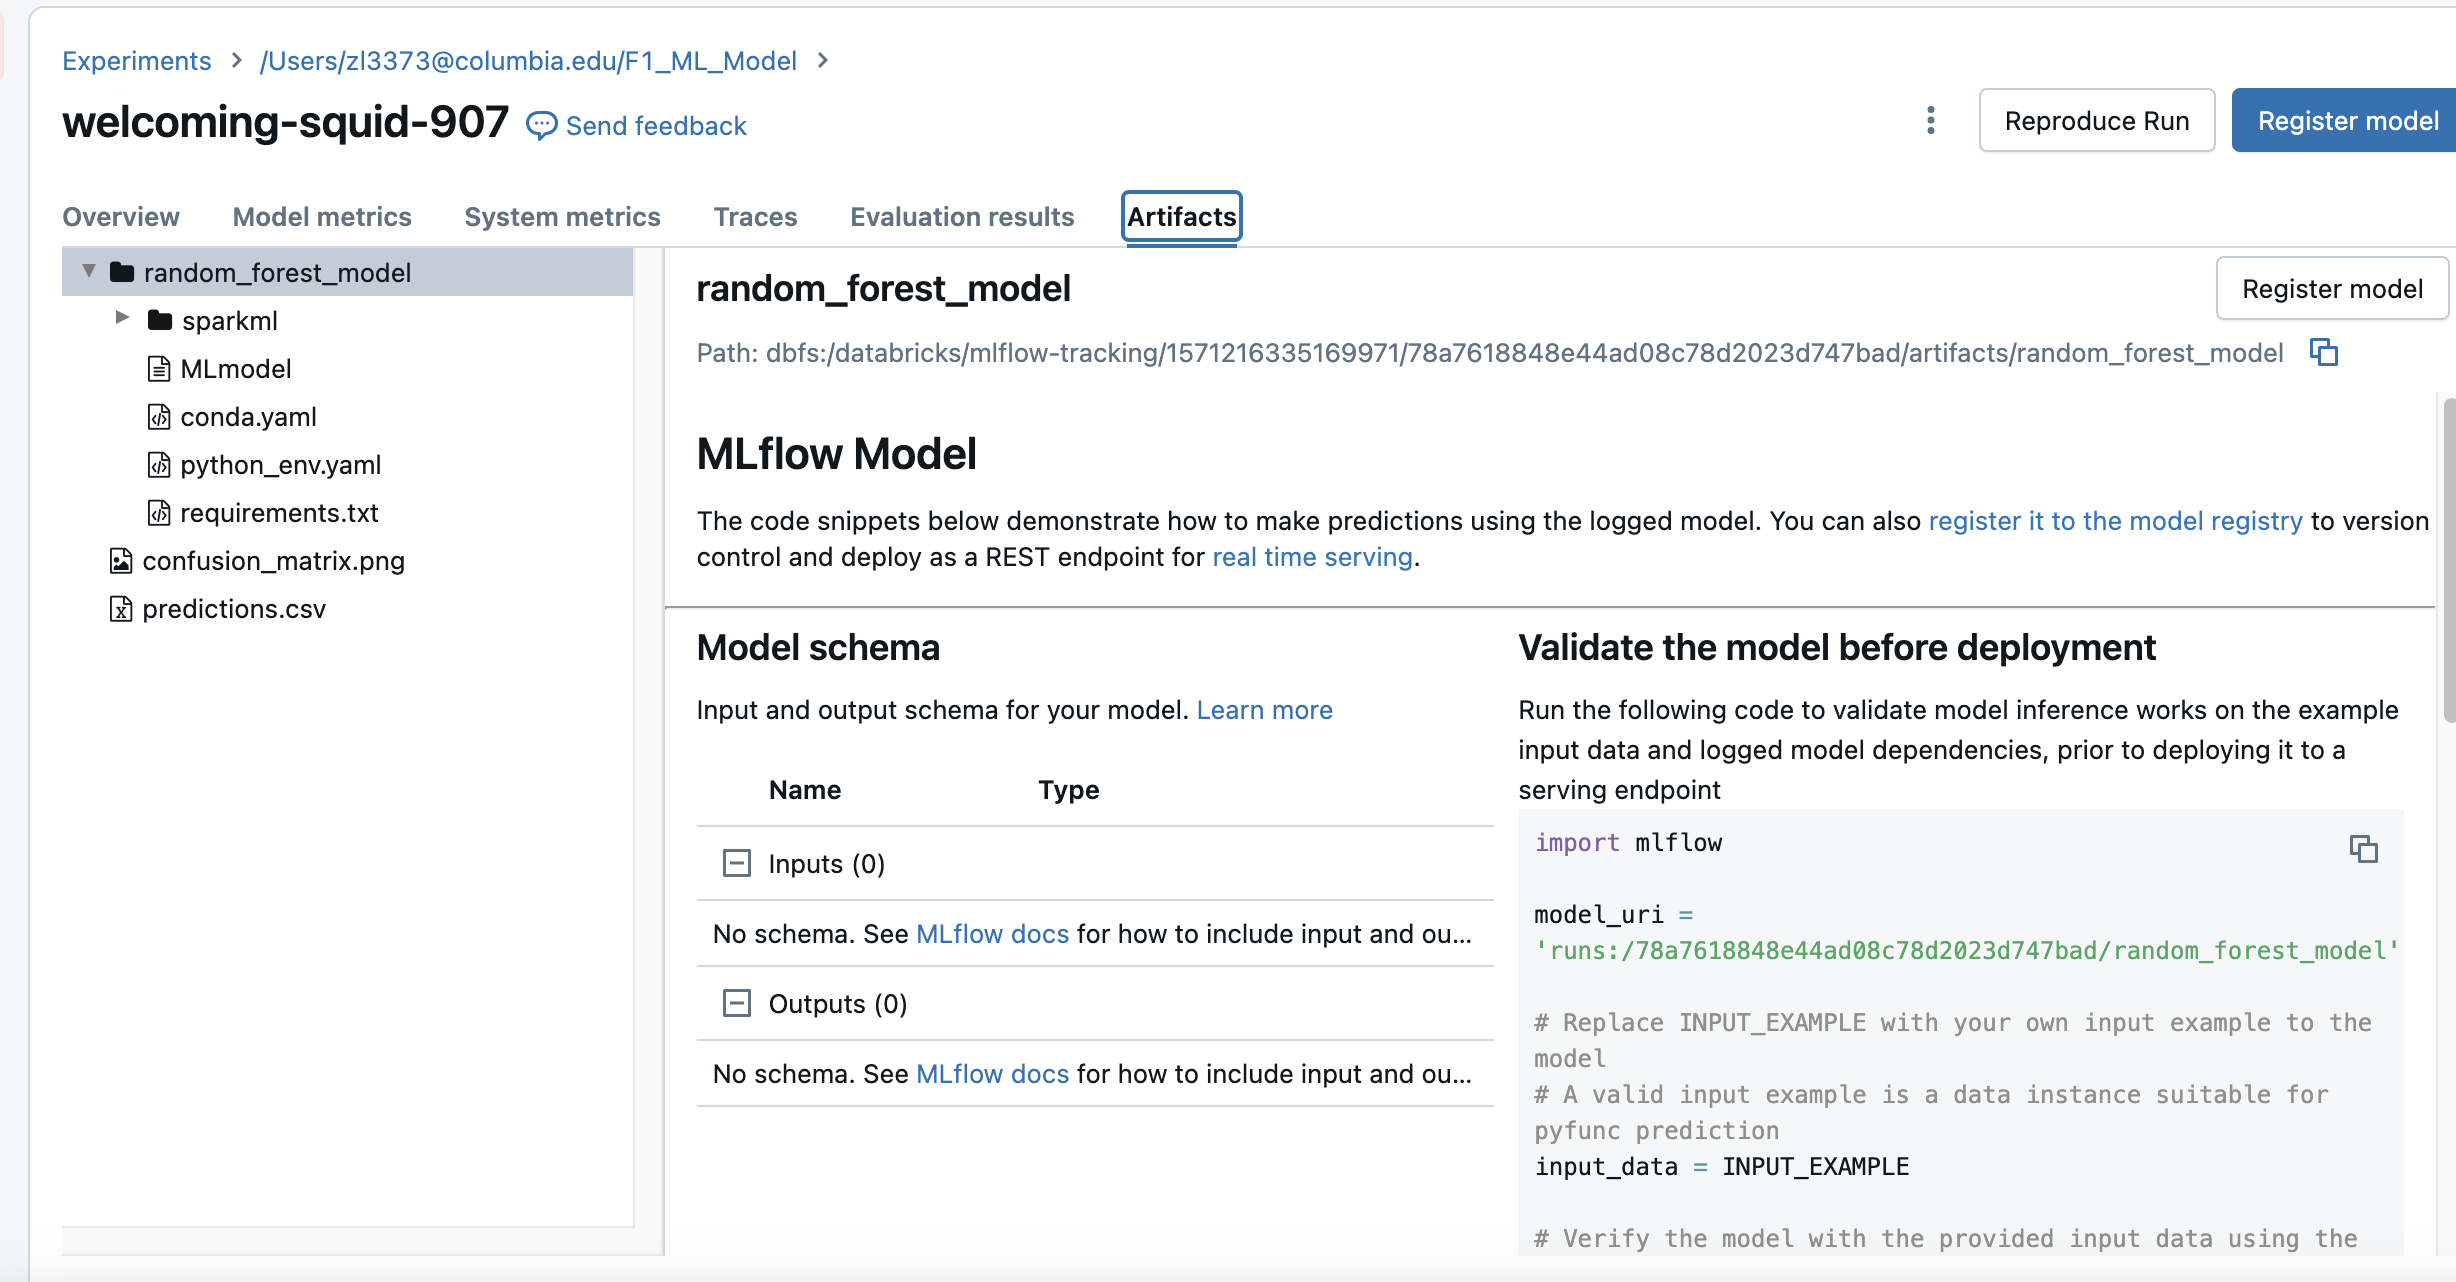 Experiments > /Users/zl3373@columbia.edu/F1_ML_Model >
welcoming-squid-907 Send feedback
Reproduce Run
Register model
Overview Model metrics System metrics Traces Evaluation results Artifacts
random_forest_model
sparkml
MLmodel
conda.yaml
python_env.yaml
requirements.txt
confusion_matrix.png
predictions.csv
random_forest_model
Register model
Path: dbfs:/databricks/mlflow-tracking/1571216335169971/78a7618848e44ad08c78d2023d747bad/artifacts/random_forest_model
MLflow Model
The code snippets below demonstrate how to make predictions using the logged model. You can also register it to the model registry to version
control and deploy as a REST endpoint for real time serving.
Model schema
Input and output schema for your model. Learn more
Name Type
Inputs (0)
No schema. See MLflow docs for how to include input and ou...
Outputs (0)
No schema. See MLflow docs for how to include input and ou...
Validate the model before deployment
Run the following code to validate model inference works on the example
input data and logged model dependencies, prior to deploying it to a
serving endpoint
import mlflow
model_uri =
'runs:/78a7618848e44ad08c78d2023d747bad/random_forest_model'
# Replace INPUT_EXAMPLE with your own input example to the
model
# A valid input example is a data instance suitable for
pyfunc prediction
input_data = INPUT_EXAMPLE
# Verify the model with the provided input data using the